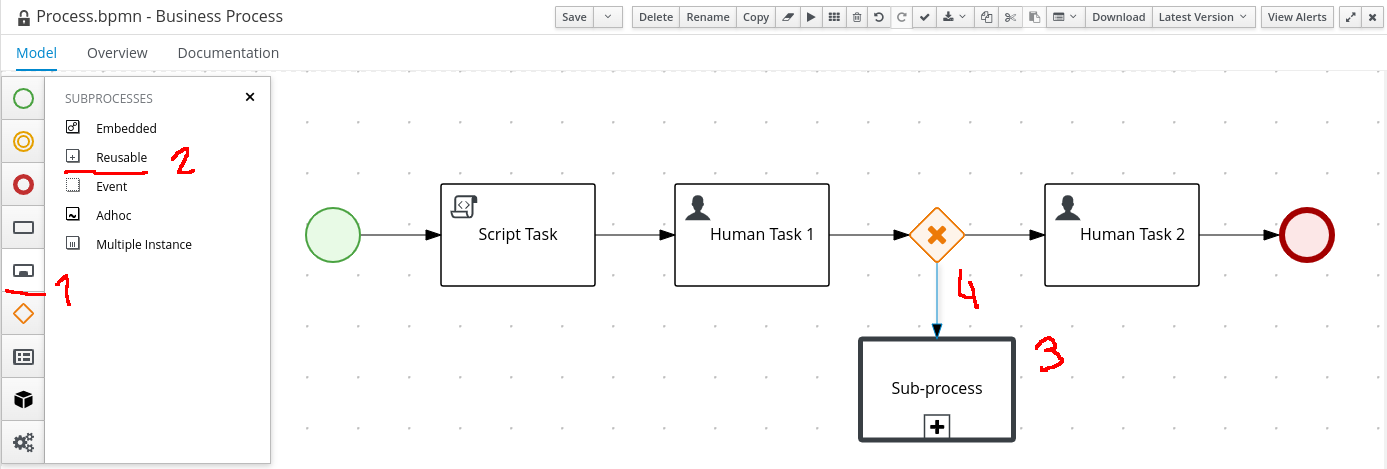 Process.bpmn - Business Process
Save Delete Rename Copy Download Latest Version View Alerts
Model Overview Documentation
SUBPROCESSES
Embedded
Reusable 2
Event
Adhoc
Multiple Instance
1
Script Task
Human Task 1
Human Task 2
4
3
Sub-process